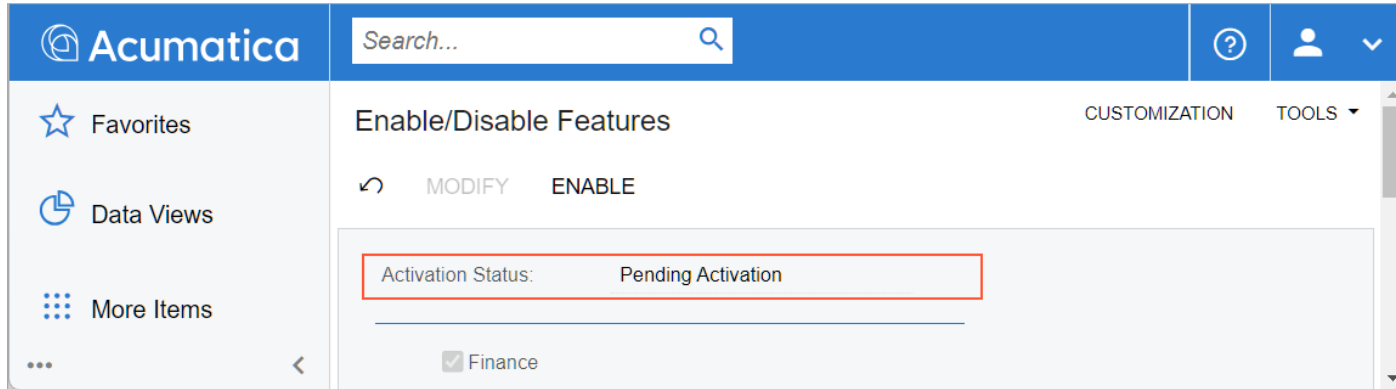 Acumatica
Search...
Favorites
Data Views
More Items
Enable/Disable Features
CUSTOMIZATION
TOOLS
MODIFY
ENABLE
Activation Status:
Pending Activation
Finance